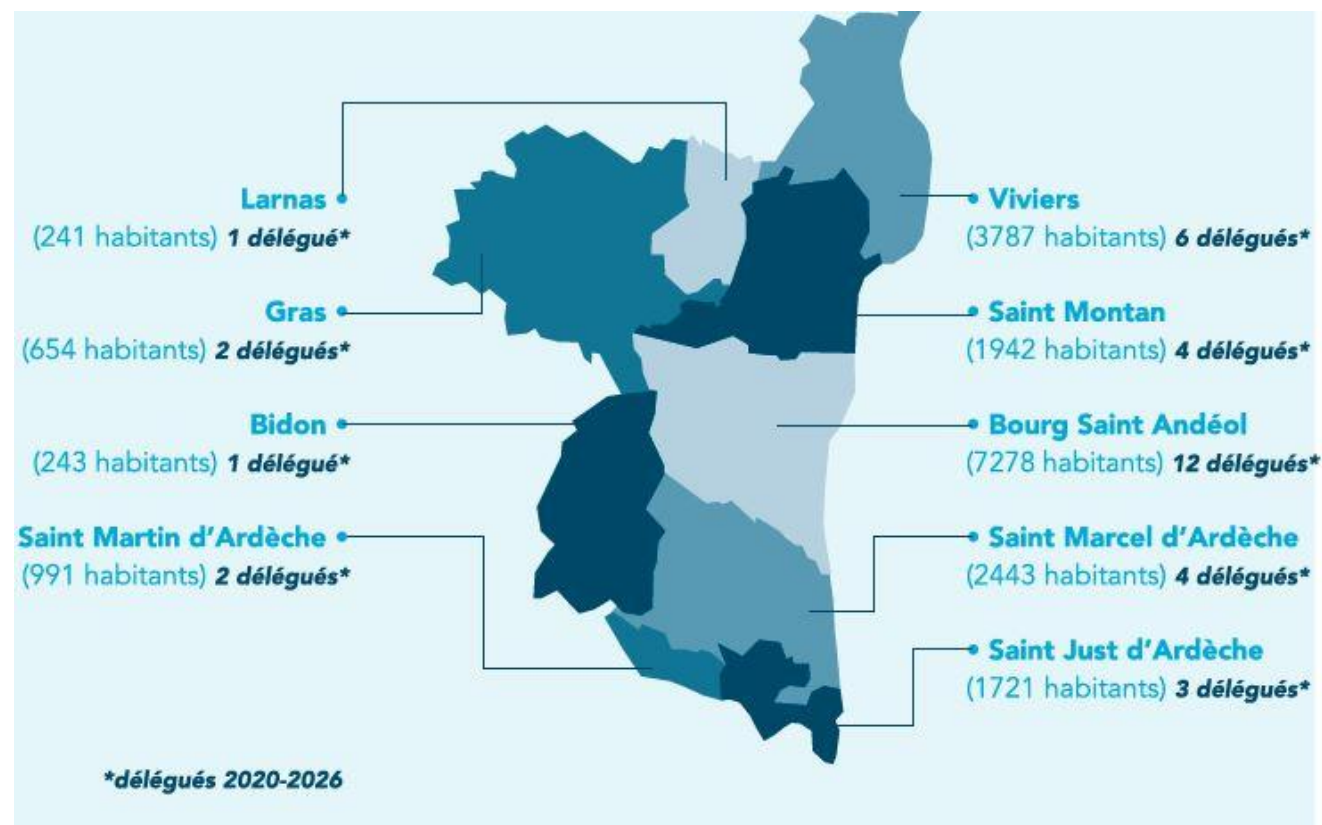 Larnas
(241 habitants) 1 délégué*
Gras
(654 habitants) 2 délégués*
Bidon
(243 habitants) 1 délégué*
Saint Martin d’Ardèche
(991 habitants) 2 délégués*
Viviers
(3787 habitants) 6 délégués*
Saint Montan
(1942 habitants) 4 délégués*
Bourg Saint Andéol
(7278 habitants) 12 délégués*
Saint Marcel d’Ardèche
(2443 habitants) 4 délégués*
Saint Just d’Ardèche
(1721 habitants) 3 délégués*
*délégués 2020-2026